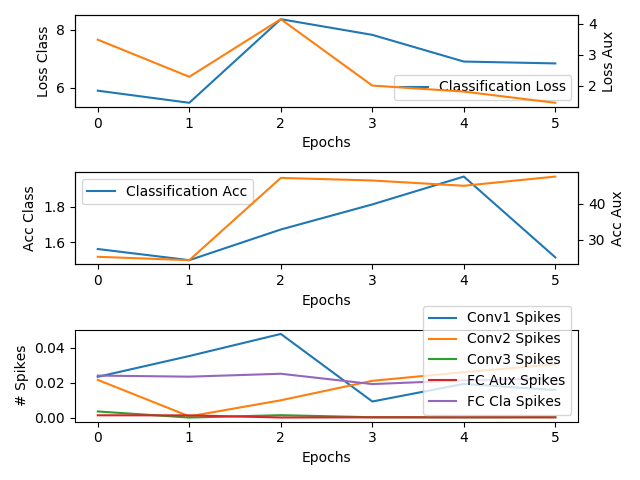 Loss Class
8
6
4
3
2
Loss Aux
Classification Loss
0 1 2 3 4 5
Epochs
Acc Class
1.8
1.6
40
30
Acc Aux
Classification Acc
0 1 2 3 4 5
Epochs
# Spikes
0.04
0.02
0.00
Conv1 Spikes
Conv2 Spikes
Conv3 Spikes
FC Aux Spikes
FC Cla Spikes
0 1 2 3 4 5
Epochs